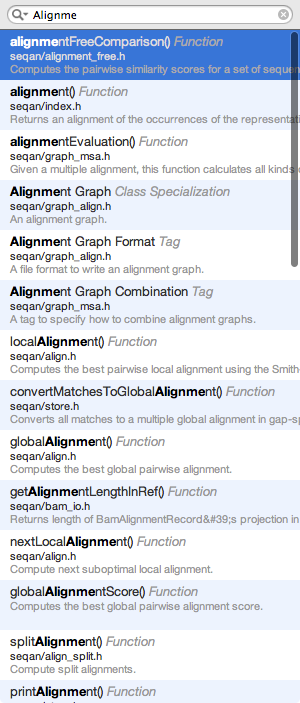 Alignme
alignmentFreeComparison() Function
seqan/alignment_free.h
Computes the pairwise similarity scores for a set of seque
alignment() Function
seqan/index.h
Returns an alignment of the occurrences of the representati
alignmentEvaluation() Function
seqan/graph_msa.h
Given a multiple alignment, this function calculates all kinds o
Alignment Graph Class Specialization
seqan/graph_align.h
An alignment graph.
Alignment Graph Format Tag
seqan/graph_align.h
A file format to write an alignment graph.
Alignment Graph Combination Tag
seqan/graph_msa.h
A tag to specify how to combine alignment graphs.
localAlignment() Function
seqan/align.h
Computes the best pairwise local alignment using the Smith
convertMatchesToGlobalAlignment() Function
seqan/store.h
Converts all matches to a multiple global alignment in gap-sp
globalAlignment() Function
seqan/align.h
Computes the best global pairwise alignment.
getAlignmentLengthInRef() Function
seqan/bam_io.h
Returns length of BamAlignmentRecord&#39;s projection in
nextLocalAlignment() Function
seqan/align.h
Compute next suboptimal local alignment.
globalAlignmentScore() Function
Computes the best global pairwise alignment score.
splitAlignment() Function
seqan/align_split.h
Compute split alignments.
printAlignment() Function